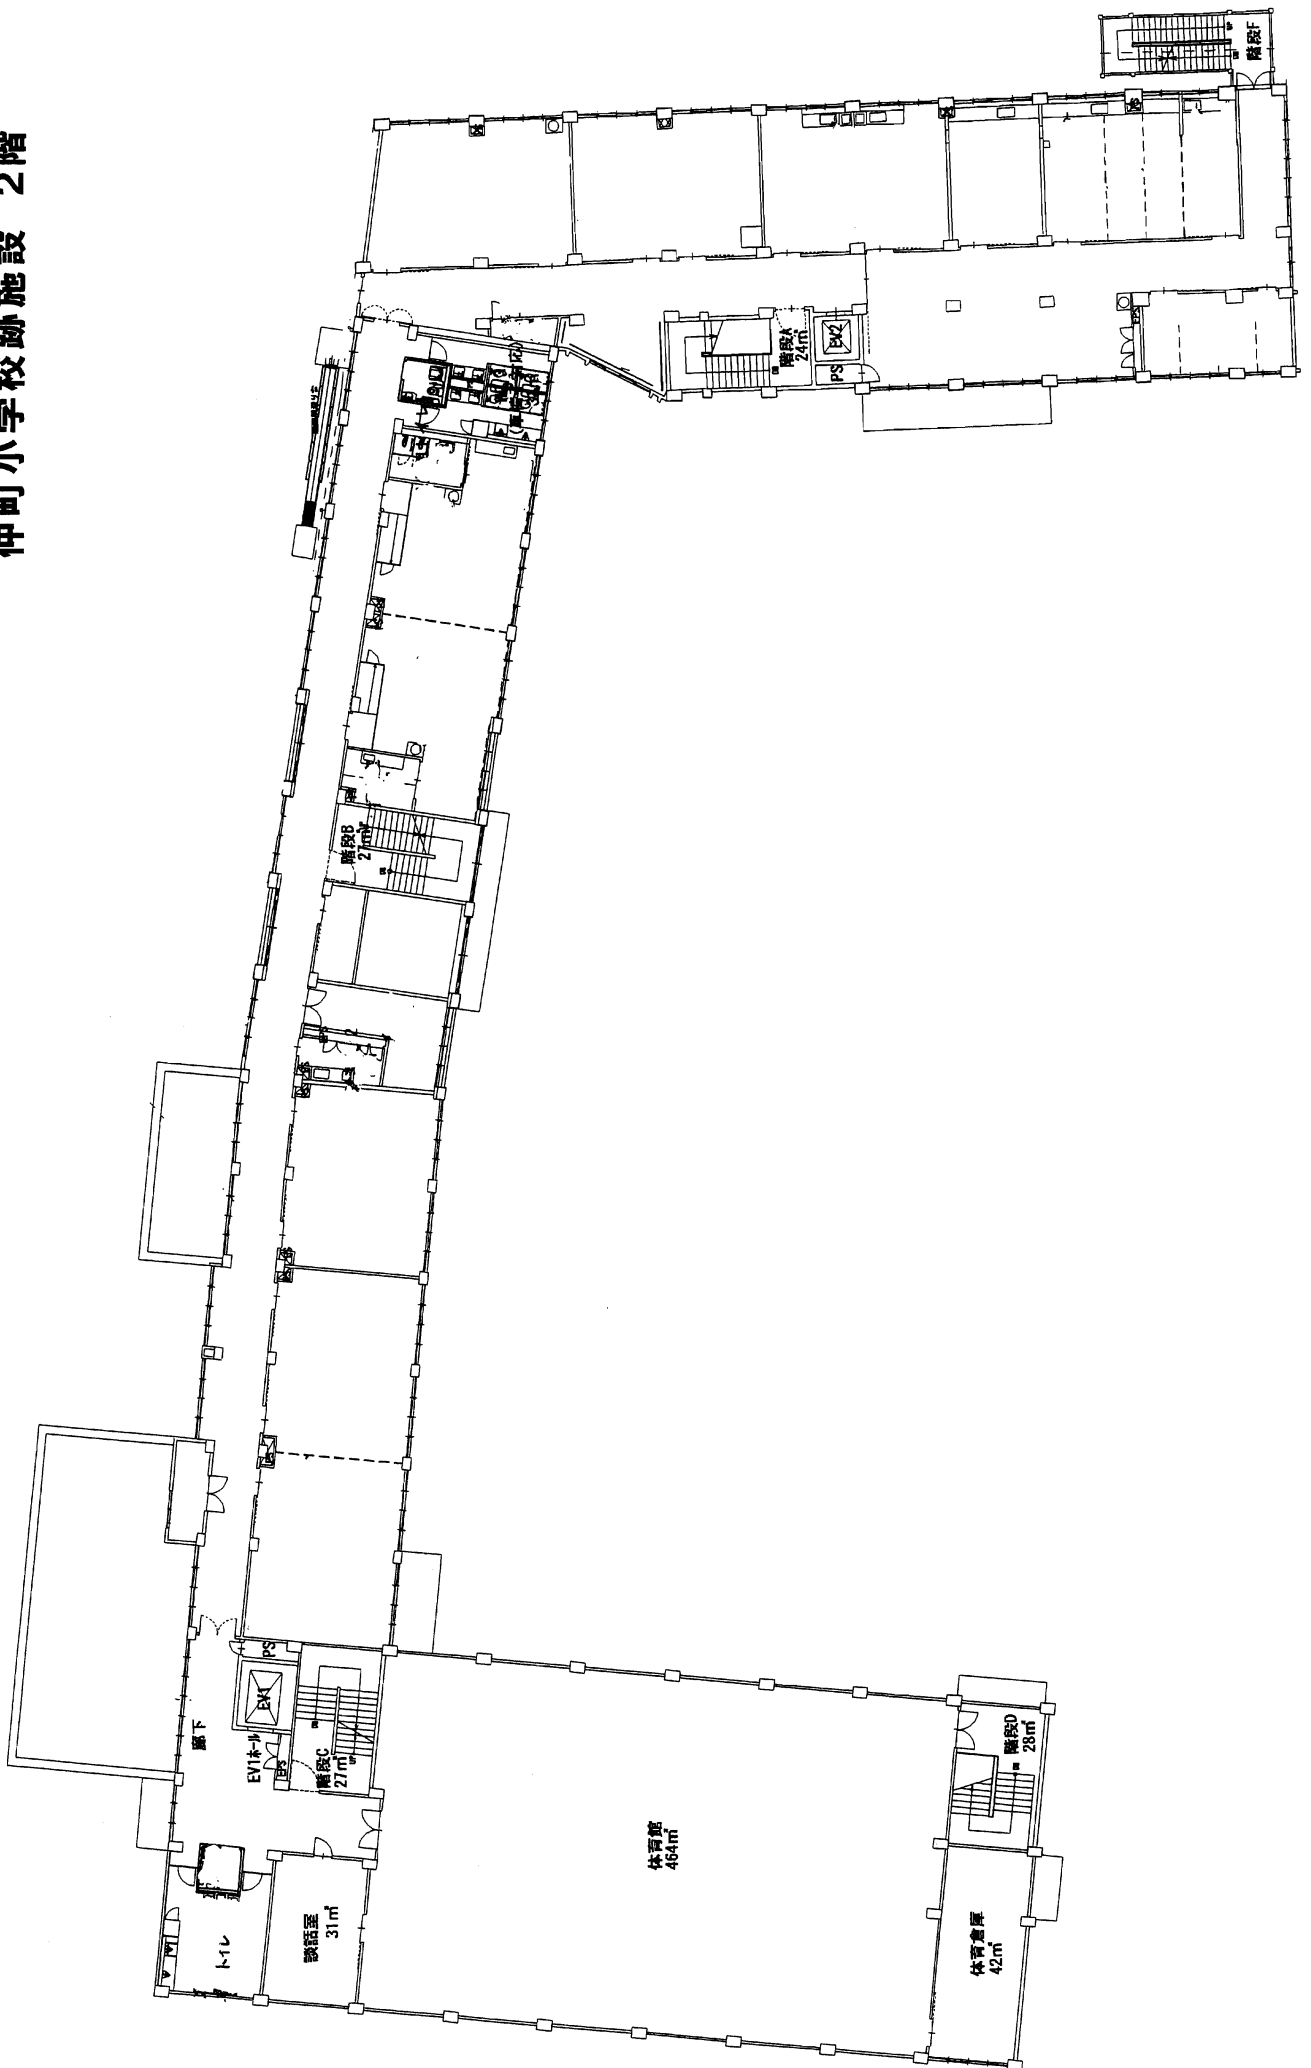 仲町小学校跡施設 2階
階段F
階段A
24㎡
EV2
PS
EPS
階段B
27㎡
PS
EV1
廊下
EV1ホール
EPS
階段C
27㎡
UP
トイレ
談話室
31㎡
体育館
464㎡
階段D
28㎡
体育倉庫
42㎡